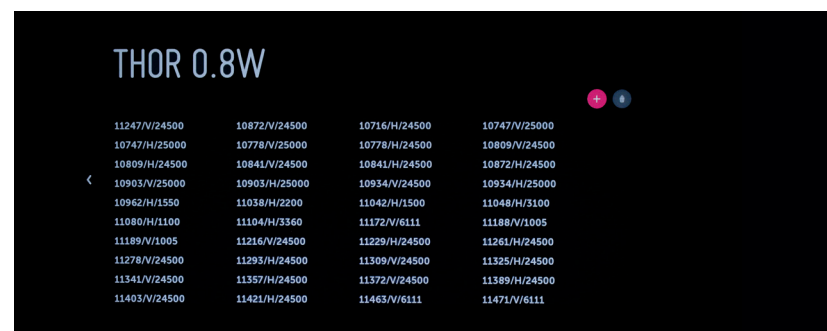 THOR 0.8W
+
11247/V/24500 10872/V/24500 10716/H/24500 10747/V/25000
10747/H/25000 10778/V/25000 10778/H/24500 10809/V/24500
10809/H/24500 10841/V/24500 10841/H/24500 10872/H/24500
10903/V/25000 10903/H/25000 10934/V/24500 10934/H/25000
10962/H/1550 11038/H/2200 11042/H/1500 11048/H/3100
11080/H/1100 11104/H/3360 11172/V/6111 11188/V/1005
11189/V/1005 11216/V/24500 11229/H/24500 11261/H/24500
11278/V/24500 11293/H/24500 11309/V/24500 11325/H/24500
11341/V/24500 11357/H/24500 11372/V/24500 11389/H/24500
11403/V/24500 11421/H/24500 11463/V/6111 11471/V/6111